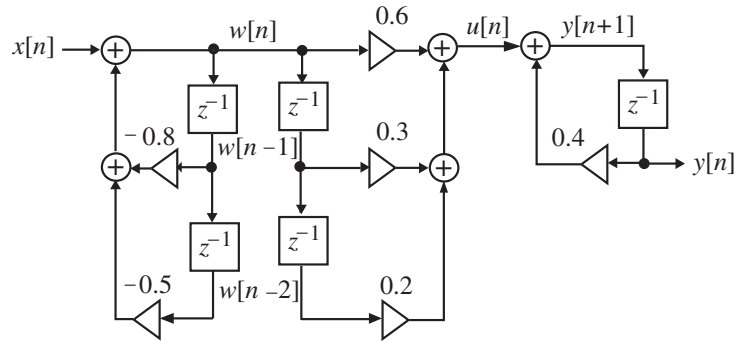 0.6
x[n]
w[n]
u[n]
y[n+1]
z⁻¹
z⁻¹
z⁻¹
–0.8
w[n–1]
0.3
0.4
y[n]
z⁻¹
z⁻¹
–0.5
w[n–2]
0.2